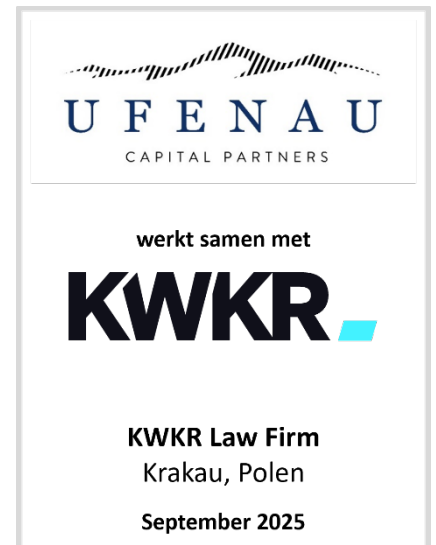 UFENAU
CAPITAL PARTNERS
werkt samen met
KWKR
KWKR Law Firm
Krakau, Polen
September 2025